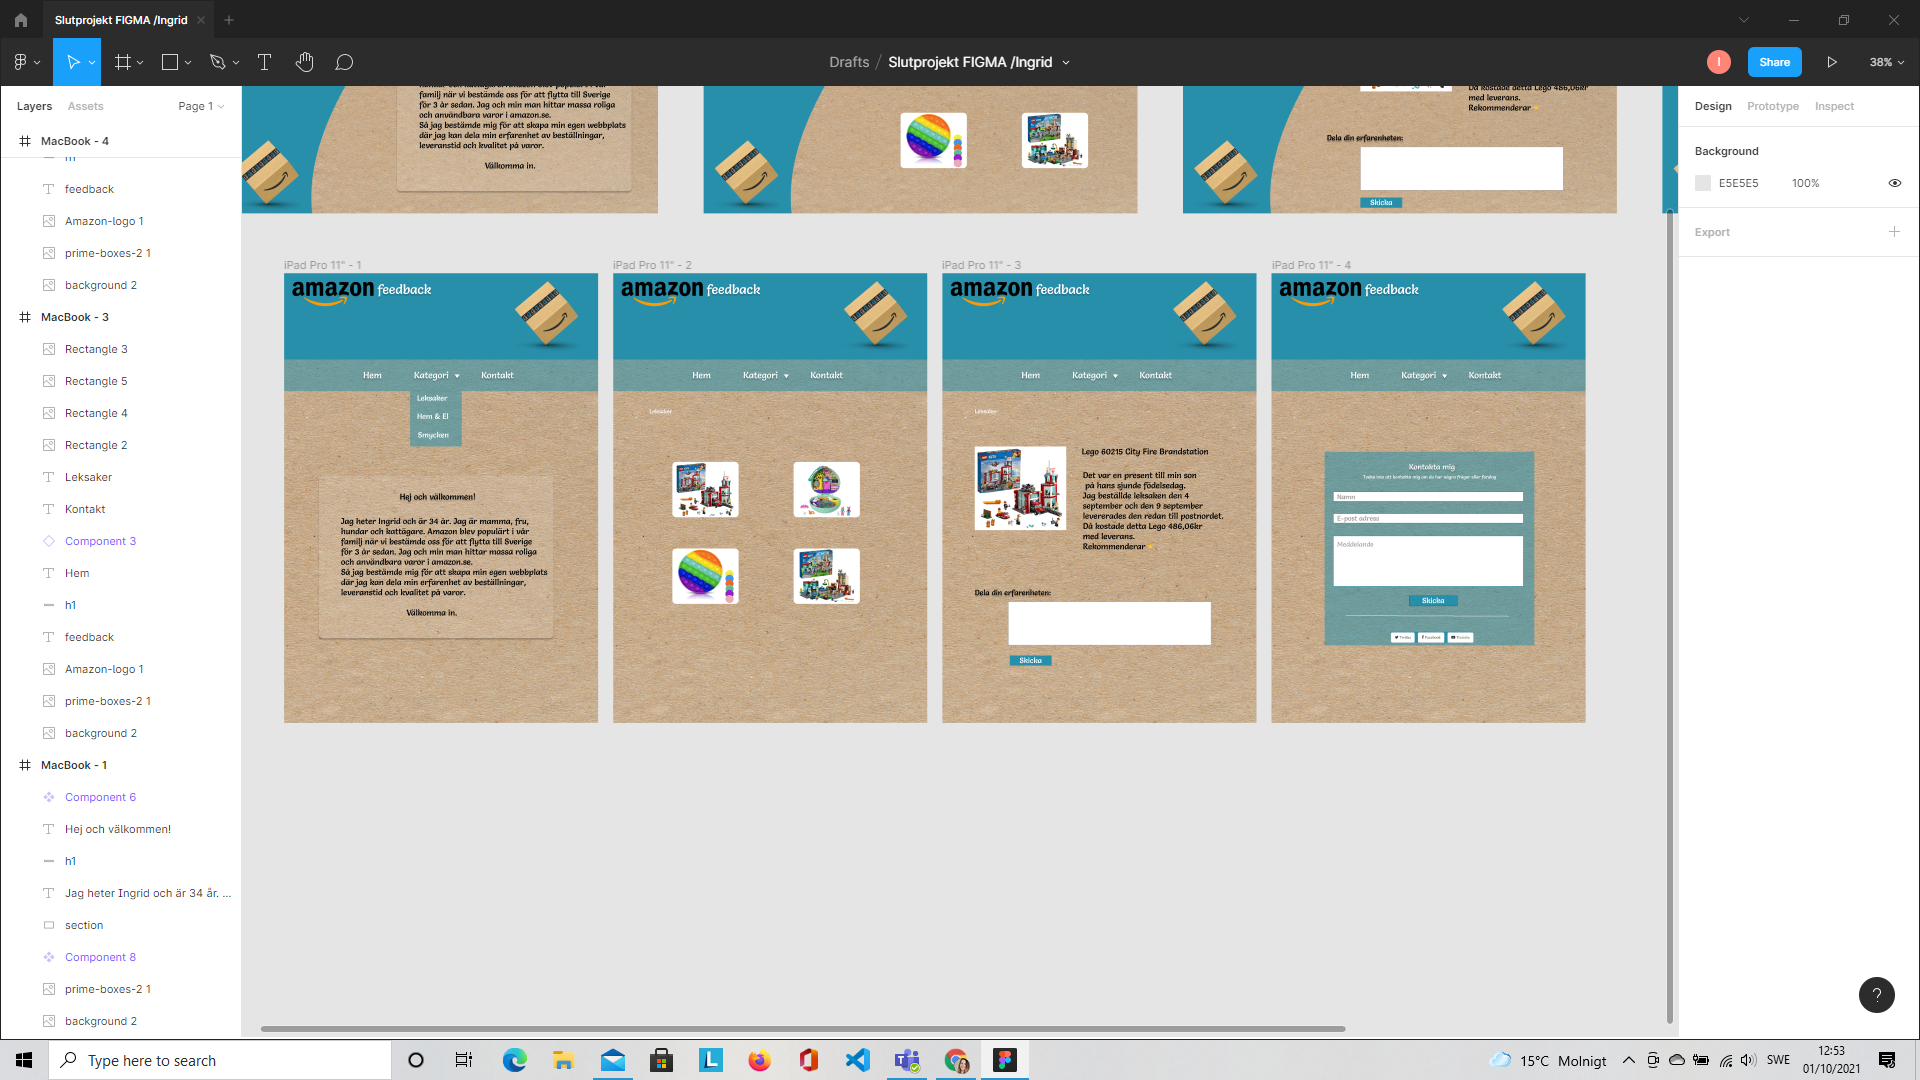 Slutprojekt FIGMA /Ingrid
Drafts / Slutprojekt FIGMA /Ingrid
I
Share
38%
Layers
Assets
Page 1
MacBook - 4
feedback
Amazon-logo 1
prime-boxes-2 1
background 2
MacBook - 3
Rectangle 3
Rectangle 5
Rectangle 4
Rectangle 2
Leksaker
Kontakt
Component 3
Hem
h1
feedback
Amazon-logo 1
prime-boxes-2 1
background 2
MacBook - 1
Component 6
Hej och välkommen!
h1
Jag heter Ingrid och är 34 år. ...
section
Component 8
prime-boxes-2 1
background 2
familj när vi bestämde oss för att flytta till Sverige
för 3 år sedan. Jag och min man hittar massa roliga
och användbara varor i amazon.se.
Så jag bestämde mig för att skapa min egen webbplats
där jag kan dela min erfarenhet av beställningar,
leveranstid och kvalitet på varor.
Välkomma in.
Då kostade detta Lego 486,06kr
med leverans.
Rekommenderar
Dela din erfarenheten:
Skicka
iPad Pro 11" - 1
amazon feedback
Hem
Kategori
Kontakt
Leksaker
Hem & El
Smycken
Hej och välkommen!
Jag heter Ingrid och är 34 år. Jag är mamma, fru,
hundar och kattägare. Amazon blev populärt i vår
familj när vi bestämde oss för att flytta till Sverige
för 3 år sedan. Jag och min man hittar massa roliga
och användbara varor i amazon.se.
Så jag bestämde mig för att skapa min egen webbplats
där jag kan dela min erfarenhet av beställningar,
leveranstid och kvalitet på varor.
Välkomma in.
iPad Pro 11" - 2
amazon feedback
Hem
Kategori
Kontakt
Leksaker
iPad Pro 11" - 3
amazon feedback
Hem
Kategori
Kontakt
Leksaker
Lego 60215 City Fire Brandstation
Det var en present till min son
på hans sjunde födelsedag.
Jag beställde leksaken den 4
september och den 9 september
levererades den redan till postnordet.
Då kostade detta Lego 486,06kr
med leverans.
Rekommenderar
Dela din erfarenheten:
Skicka
iPad Pro 11" - 4
amazon feedback
Hem
Kategori
Kontakt
Kontakta mig
Tveka inte att kontakta mig om du har några frågor eller förslag
Namn
E-post adress
Meddelande
Skicka
Twitter
Facebook
Youtube
Design
Prototype
Inspect
Background
E5E5E5
100%
Export
?
Type here to search
15°C Molnigt
SWE
12:53
01/10/2021